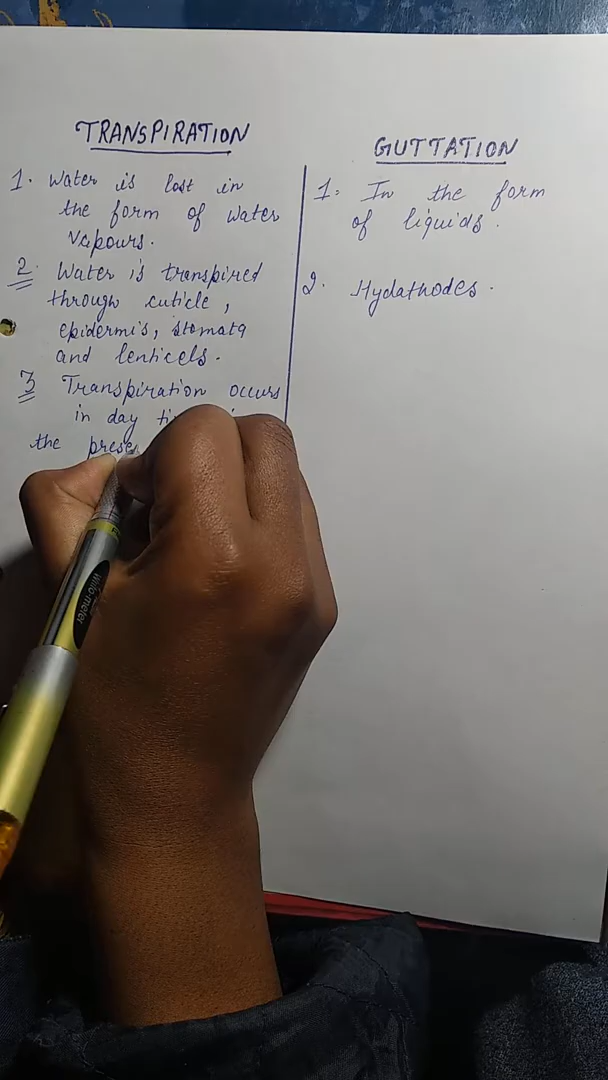 TRANSPIRATION
1. Water is lost in
the form of water
vapours.
2. Water is transpired
through cuticle,
epidermis, stomata
and lenticels.
3 Transpiration occurs
in day
the prese
GUTTATION
1. In the form
of liquids.
2. Hydathodes.